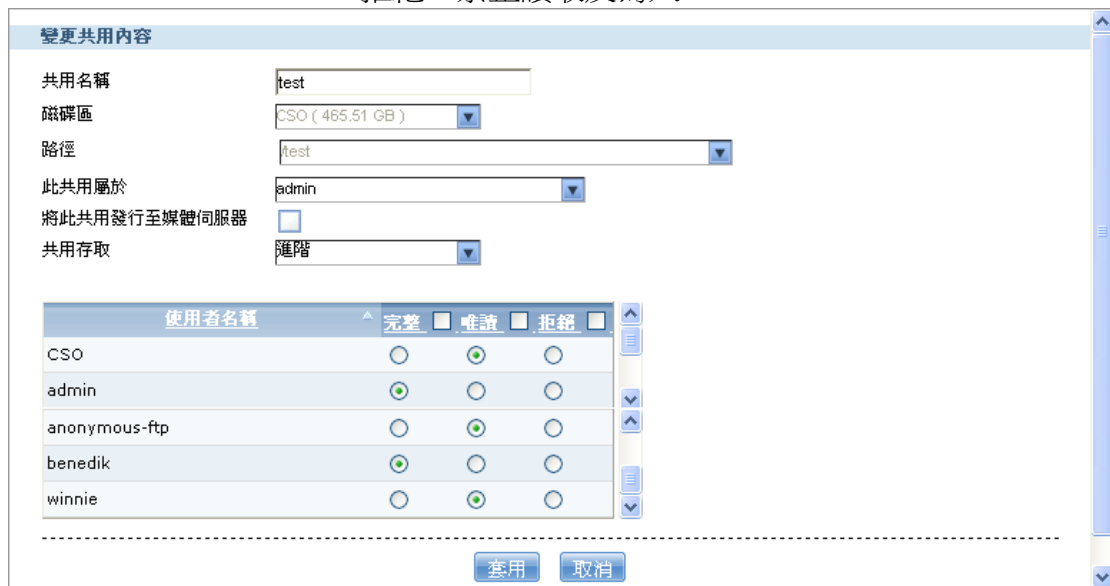 變更共用內容
共用名稱 test
磁碟區 CSO ( 465.51 GB )
路徑 /test
此共用屬於 admin
將此共用發行至媒體伺服器
共用存取 進階
使用者名稱 完整 唯讀 拒絕
CSO
admin
anonymous-ftp
benedik
winnie
套用 取消